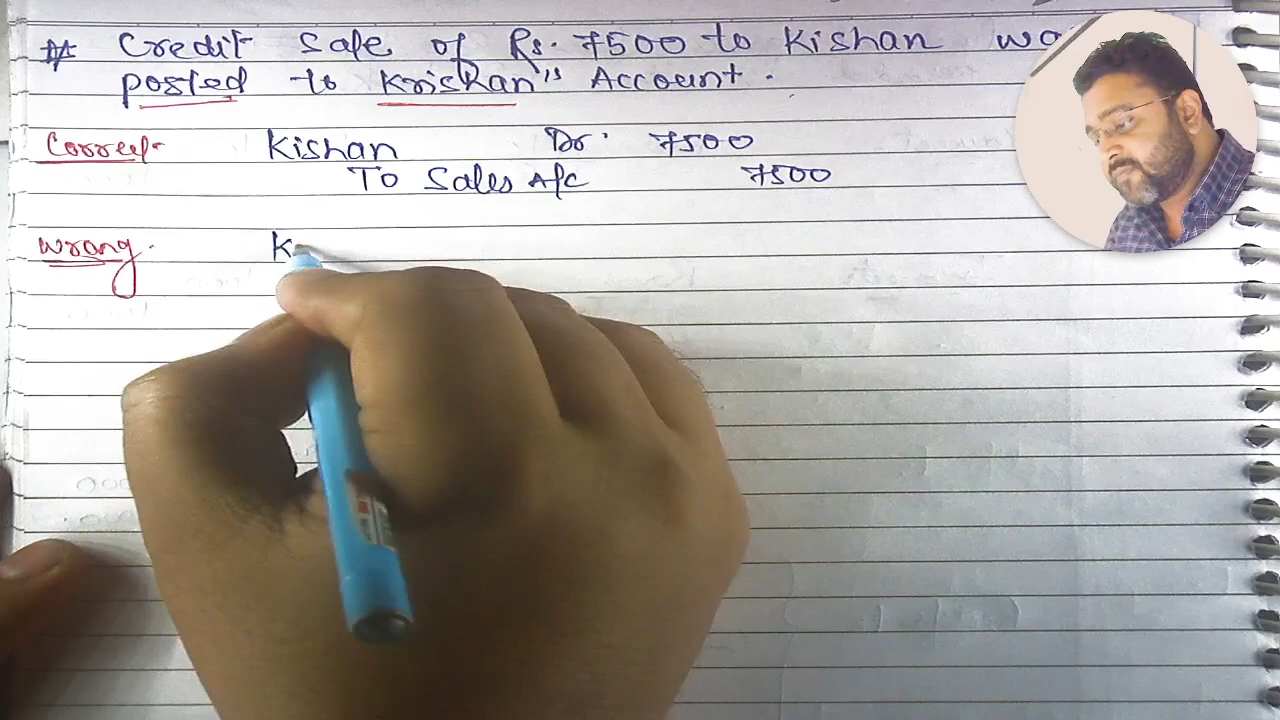 # Credit Sale of Rs. 7500 to Kishan wa
posted to Krishan's Account.
Correct Kishan Dr. 7500
To Sales A/c 7500
Wrong. K